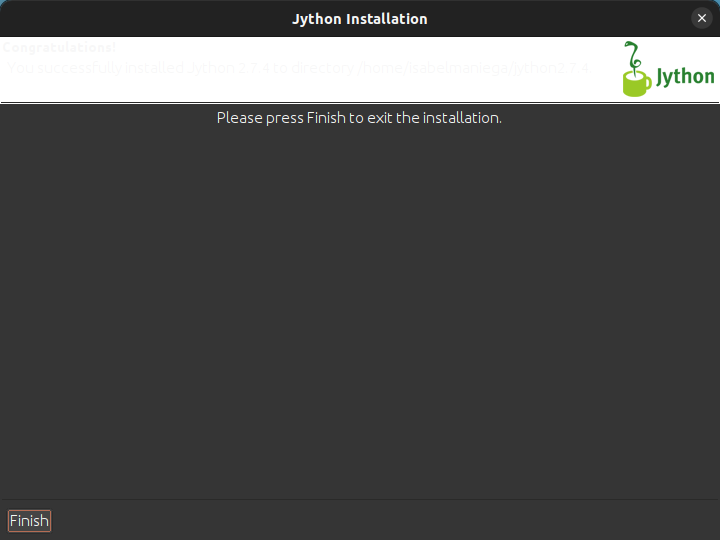 Jython Installation
Congratulations!
You successfully installed Jython 2.7.4 to directory /home/isabelmaniega/jython2.7.4.
Jython
Please press Finish to exit the installation.
Finish